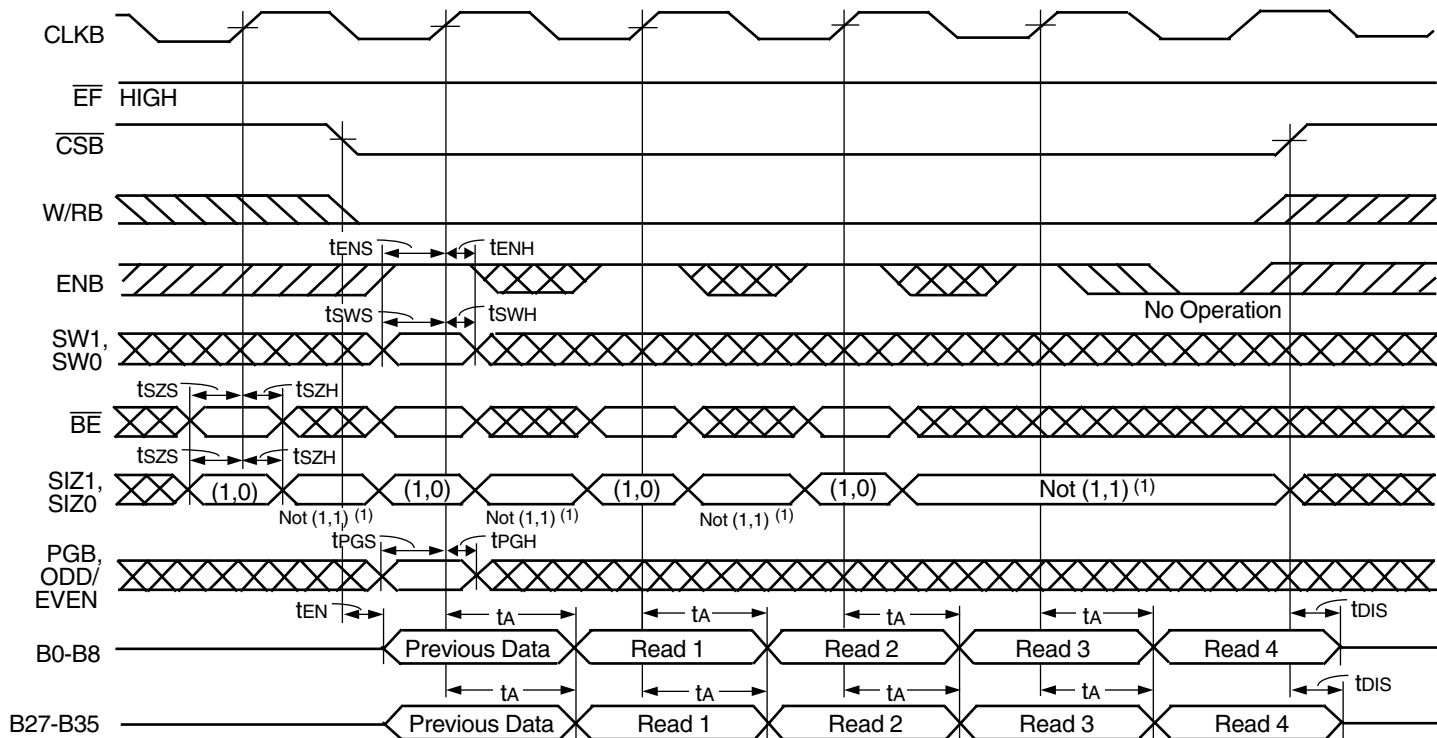 CLKB
EF HIGH
CSB
W/RB
tENS tENH
ENB
No Operation
tSWS tSWH
SW1,
SW0
tSZS tSZH
BE
tSZS tSZH
SIZ1,
SIZ0
(1,0) (1,0) (1,0) (1,0) Not (1,1) (1)
Not (1,1) (1) Not (1,1) (1) Not (1,1) (1)
tPGS tPGH
PGB,
ODD/
EVEN
tEN tA tA tA tA tDIS
B0-B8 Previous Data Read 1 Read 2 Read 3 Read 4
tA tA tA tA tDIS
B27-B35 Previous Data Read 1 Read 2 Read 3 Read 4